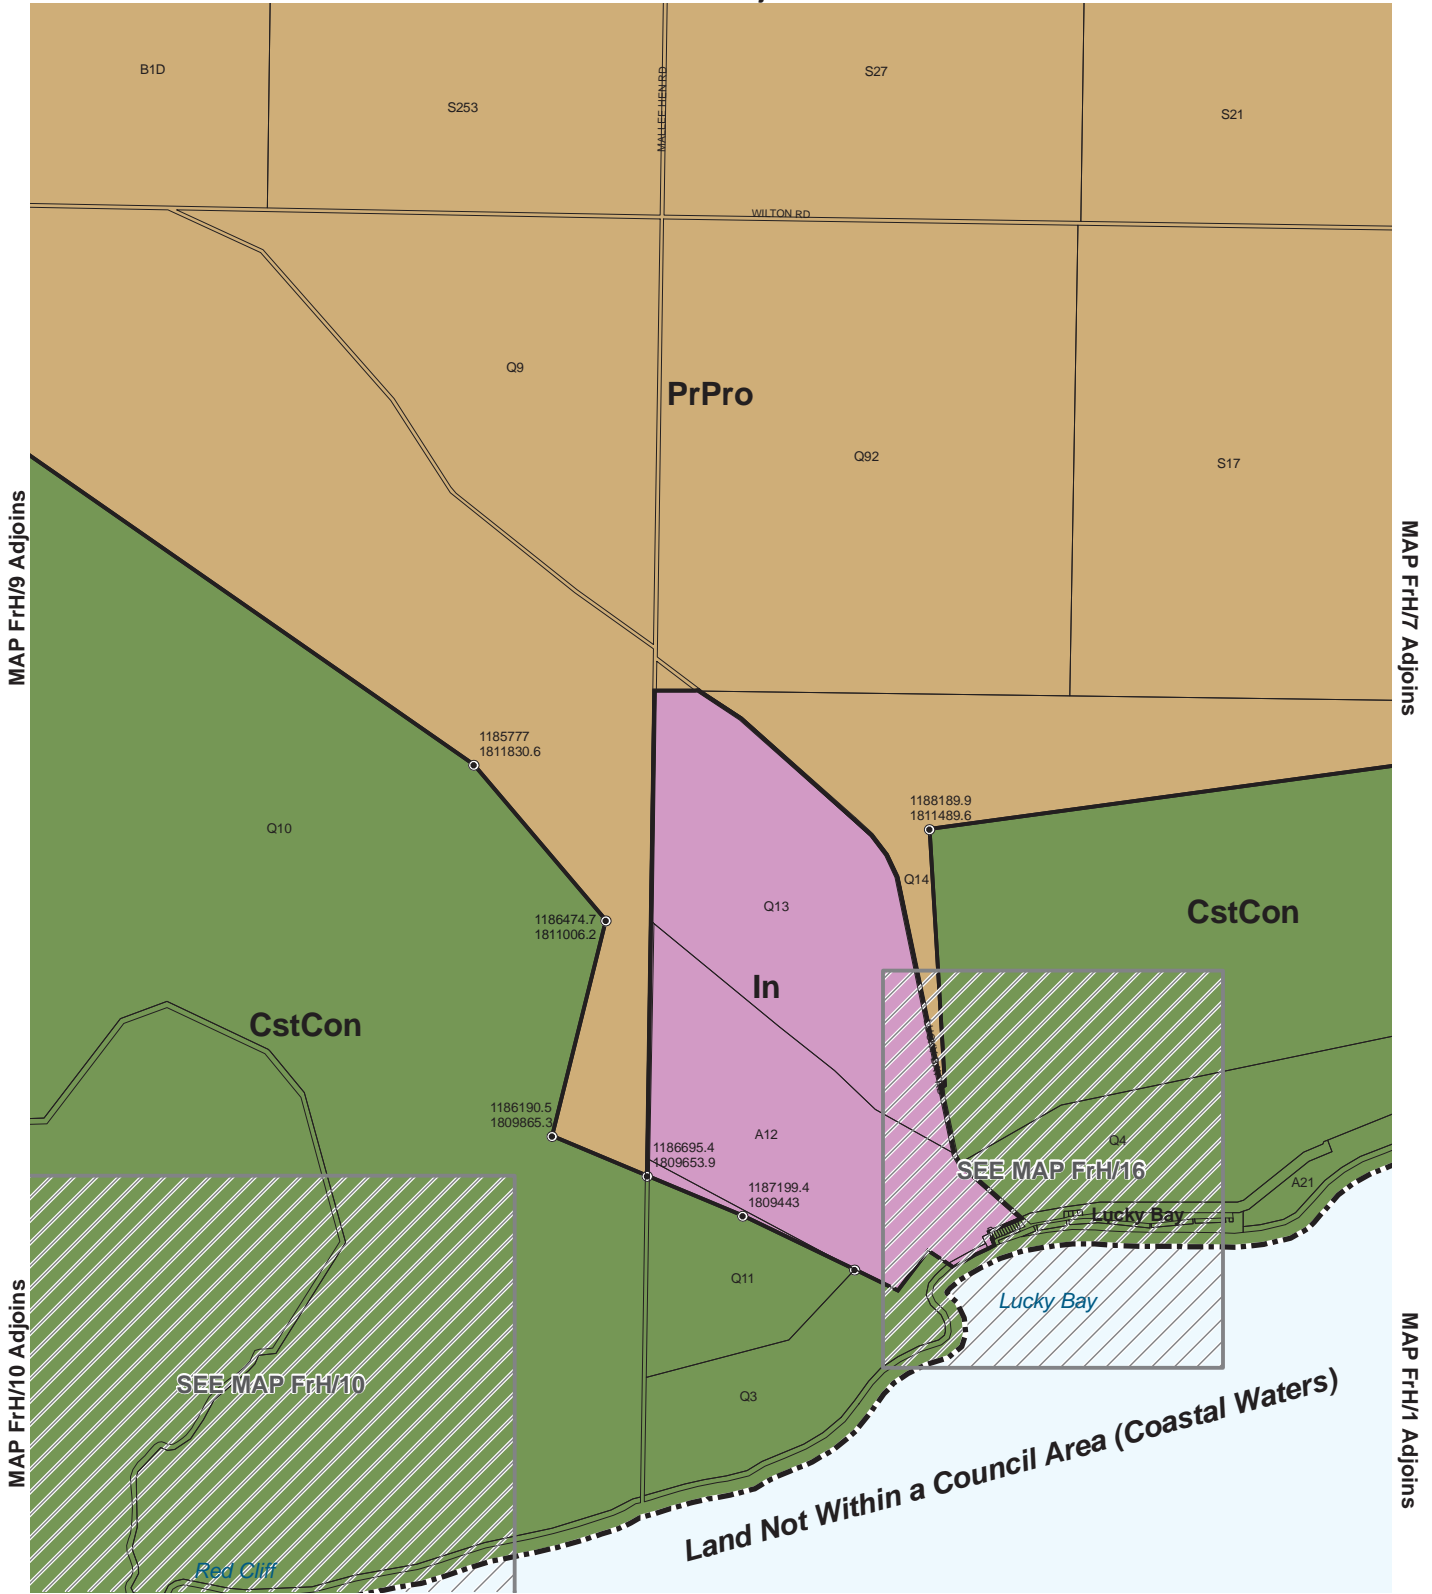 B1D
S253
MALLEE HEN RD
S27
S21
WILTON RD
Q9
PrPro
Q92
S17
MAP FrH/9 Adjoins
MAP FrH/7 Adjoins
1185777
1811830.6
1188189.9
1811489.6
Q10
Q14
Q13
1186474.7
1811006.2
CstCon
In
CstCon
1186190.5
1809865.3
A12
Q4
1186695.4
1809653.9
SEE MAP FrH/16
A21
1187199.4
1809443
Lucky Bay
Q11
Lucky Bay
SEE MAP FrH/10
Q3
MAP FrH/10 Adjoins
MAP FrH/1 Adjoins
Land Not Within a Council Area (Coastal Waters)
Red Cliff